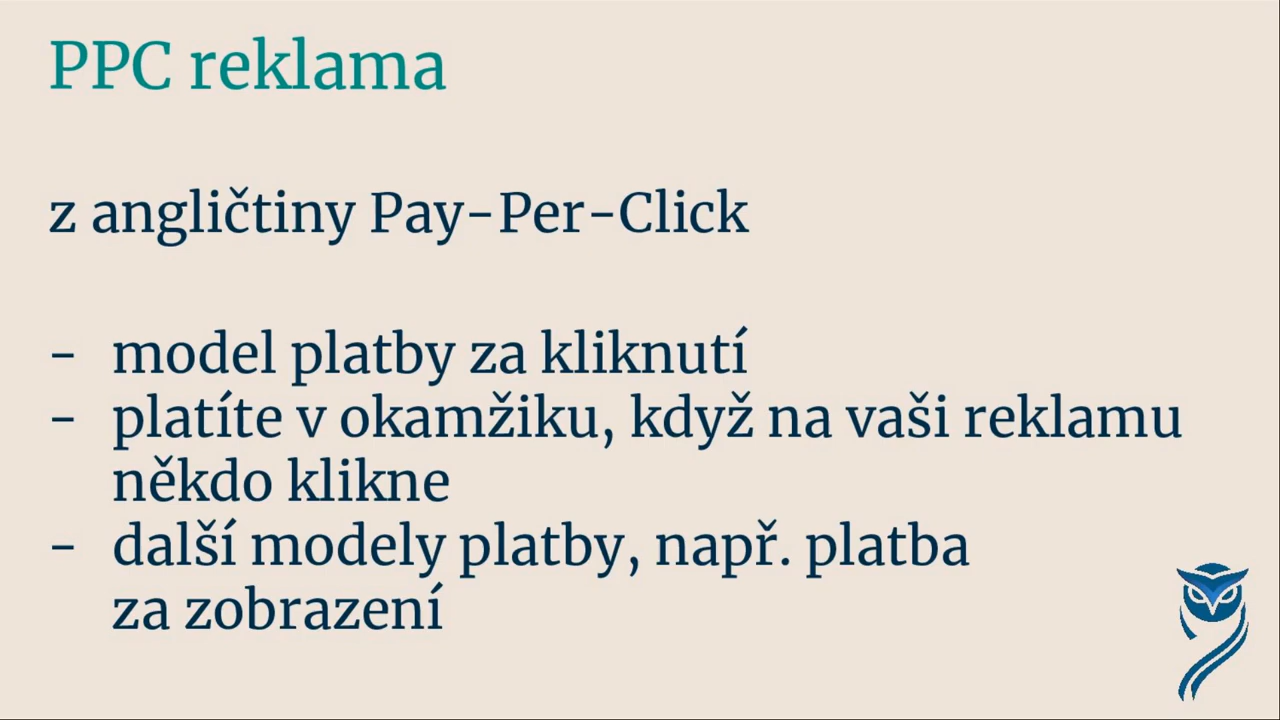 PPC reklama
z angličtiny Pay-Per-Click
- model platby za kliknutí
- platíte v okamžiku, když na vaši reklamu
někdo klikne
- další modely platby, např. platba
za zobrazení